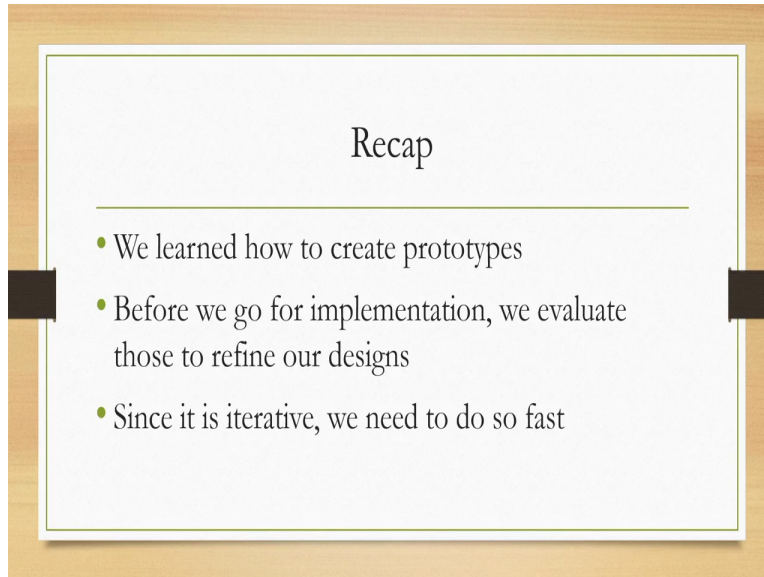 Recap
• We learned how to create prototypes
• Before we go for implementation, we evaluate
those to refine our designs
• Since it is iterative, we need to do so fast